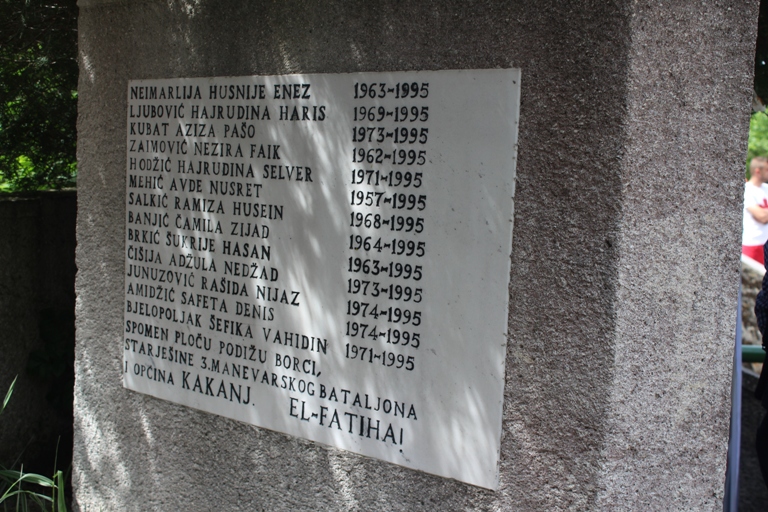 NEIMARLIJA HUSNIJE ENEZ 1963-1995
LJUBOVIĆ HAJRUDINA HARIS 1969-1995
KUBAT AZIZA PAŠO 1973-1995
ZAIMOVIĆ NEZIRA FAIK 1962-1995
HODŽIĆ HAJRUDINA SELVER 1971-1995
MEHIĆ AVDE NUSRET 1957-1995
SALKIĆ RAMIZA HUSEIN 1968-1995
BANJIĆ ĆAMILA ZIJAD 1964-1995
BRKIĆ ŠUKRIJE HASAN 1963-1995
ČIŠIJA ADŽULA NEDŽAD 1973-1995
JUNUZOVIĆ RAŠIDA NIJAZ 1974-1995
AMIDŽIĆ SAFETA DENIS 1974-1995
BJELOPOLJAK ŠEFIKA VAHIDIN 1971-1995
SPOMEN PLOČU PODIŽU BORCI,
STARJEŠINE 3.MANEVARSKOG BATALJONA
I OPĆINA KAKANJ.
EL-FATIHA!